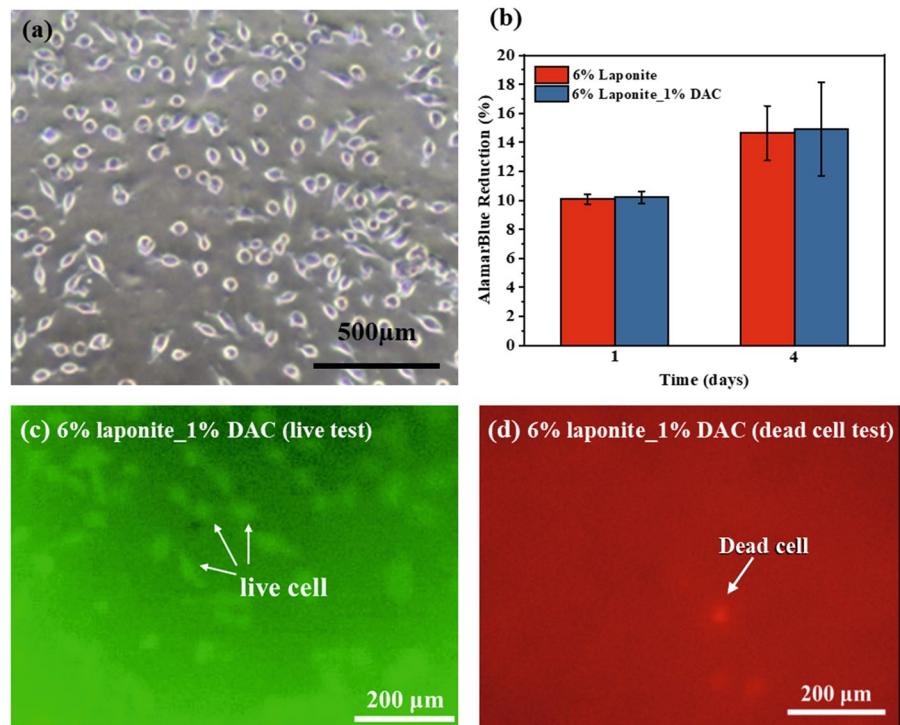 (a)
500µm
(b)
20
18
16
14
12
10
8
6
4
2
0
AlamarBlue Reduction (%)
6% Laponite
6% Laponite_1% DAC
1
4
Time (days)
(c) 6% laponite_1% DAC (live test)
live cell
200 µm
(d) 6% laponite_1% DAC (dead cell test)
Dead cell
200 µm